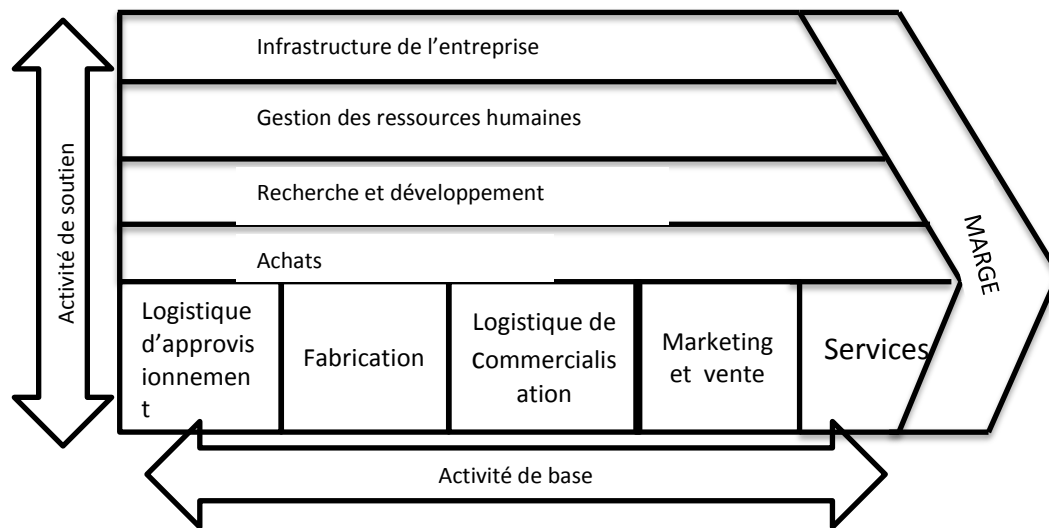 Infrastructure de l’entreprise
Gestion des ressources humaines
Recherche et développement
Achats
Activité de soutien
MARGE
Logistique
d’approvis
ionnemen
t
Fabrication
Logistique de
Commercialis
ation
Marketing
et vente
Services
Activité de base